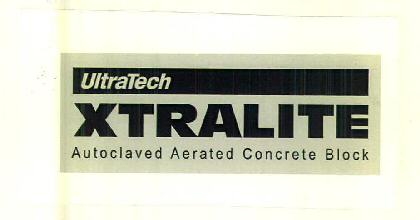 UltraTech
XTRALITE
Autoclaved Aerated Concrete Block